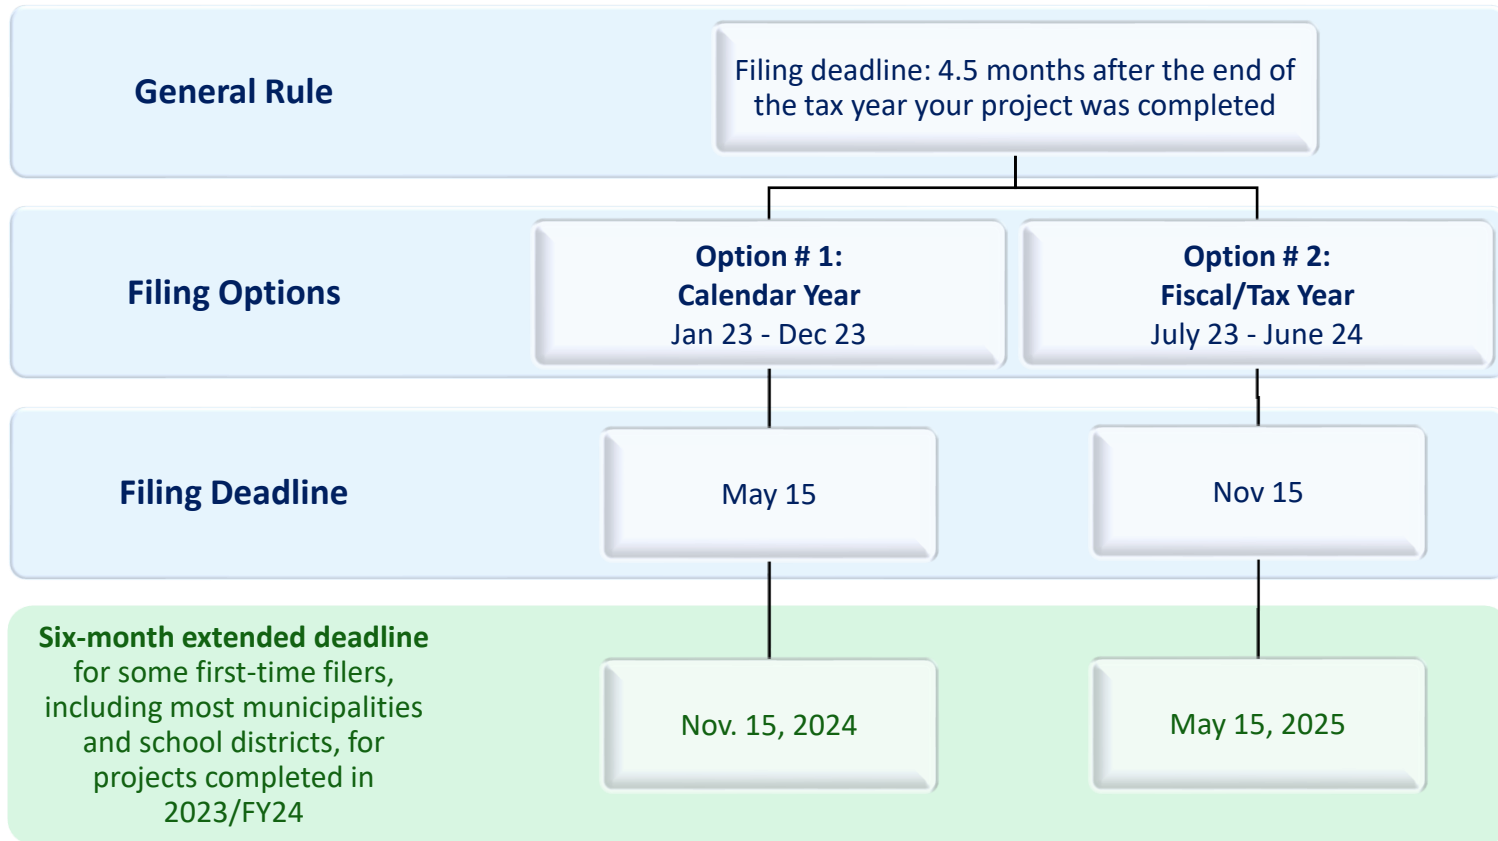 General Rule
Filing deadline: 4.5 months after the end of
the tax year your project was completed
Filing Options
Option # 1:
Calendar Year
Jan 23 - Dec 23
Option # 2:
Fiscal/Tax Year
July 23 - June 24
Filing Deadline
May 15
Nov 15
Six-month extended deadline
for some first-time filers,
including most municipalities
and school districts, for
projects completed in
2023/FY24
Nov. 15, 2024
May 15, 2025